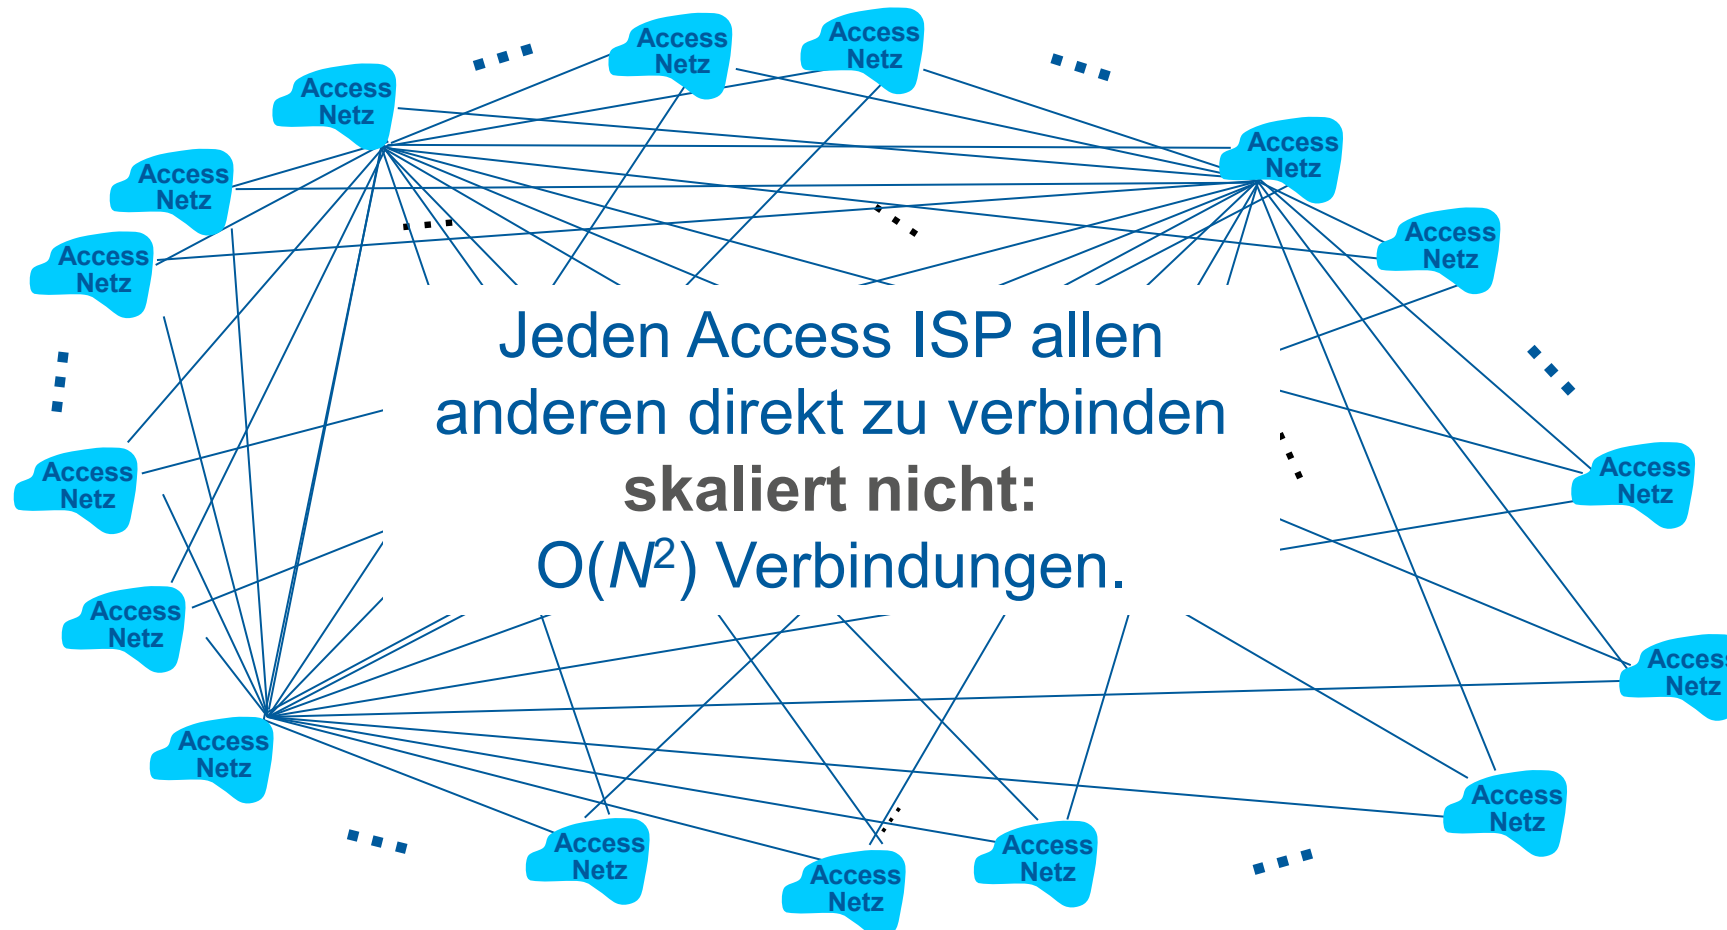 Access
Netz
Access
Netz
Access
Netz
Access
Netz
Access
Netz
Access
Netz
Access
Netz
Jeden Access ISP allen
anderen direkt zu verbinden
skaliert nicht:
O(N²) Verbindungen.
Access
Netz
Access
Netz
Access
Netz
Access
Netz
Access
Netz
Access
Netz
Access
Netz
Access
Netz
Access
Netz